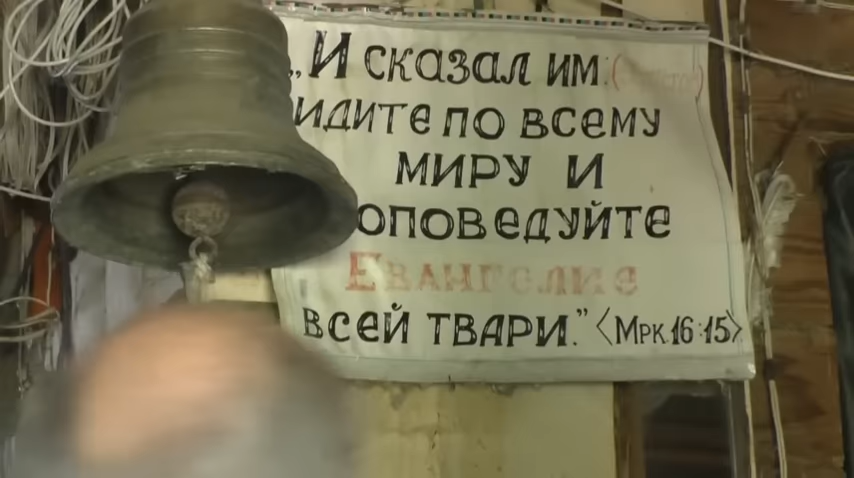 „И сказал им:
идите по всему
миру и
оповедуйте
Евангелие
всей твари.” <Мрк.16:15>